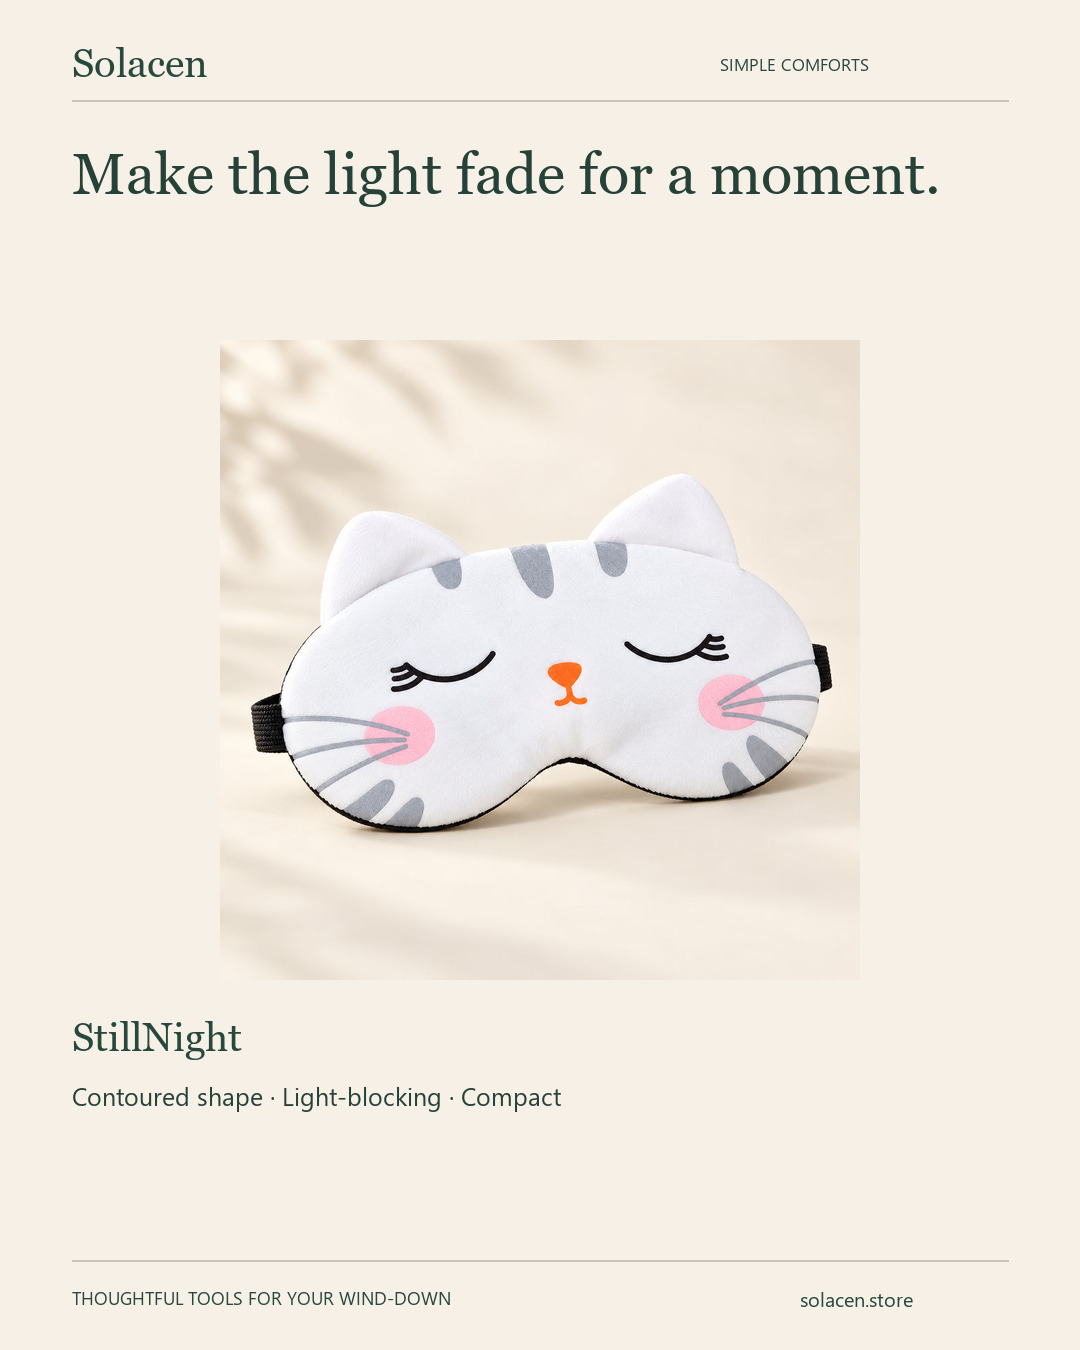 Solacen
SIMPLE COMFORTS
Make the light fade for a moment.
StillNight
Contoured shape · Light-blocking · Compact
THOUGHTFUL TOOLS FOR YOUR WIND-DOWN
solacen.store